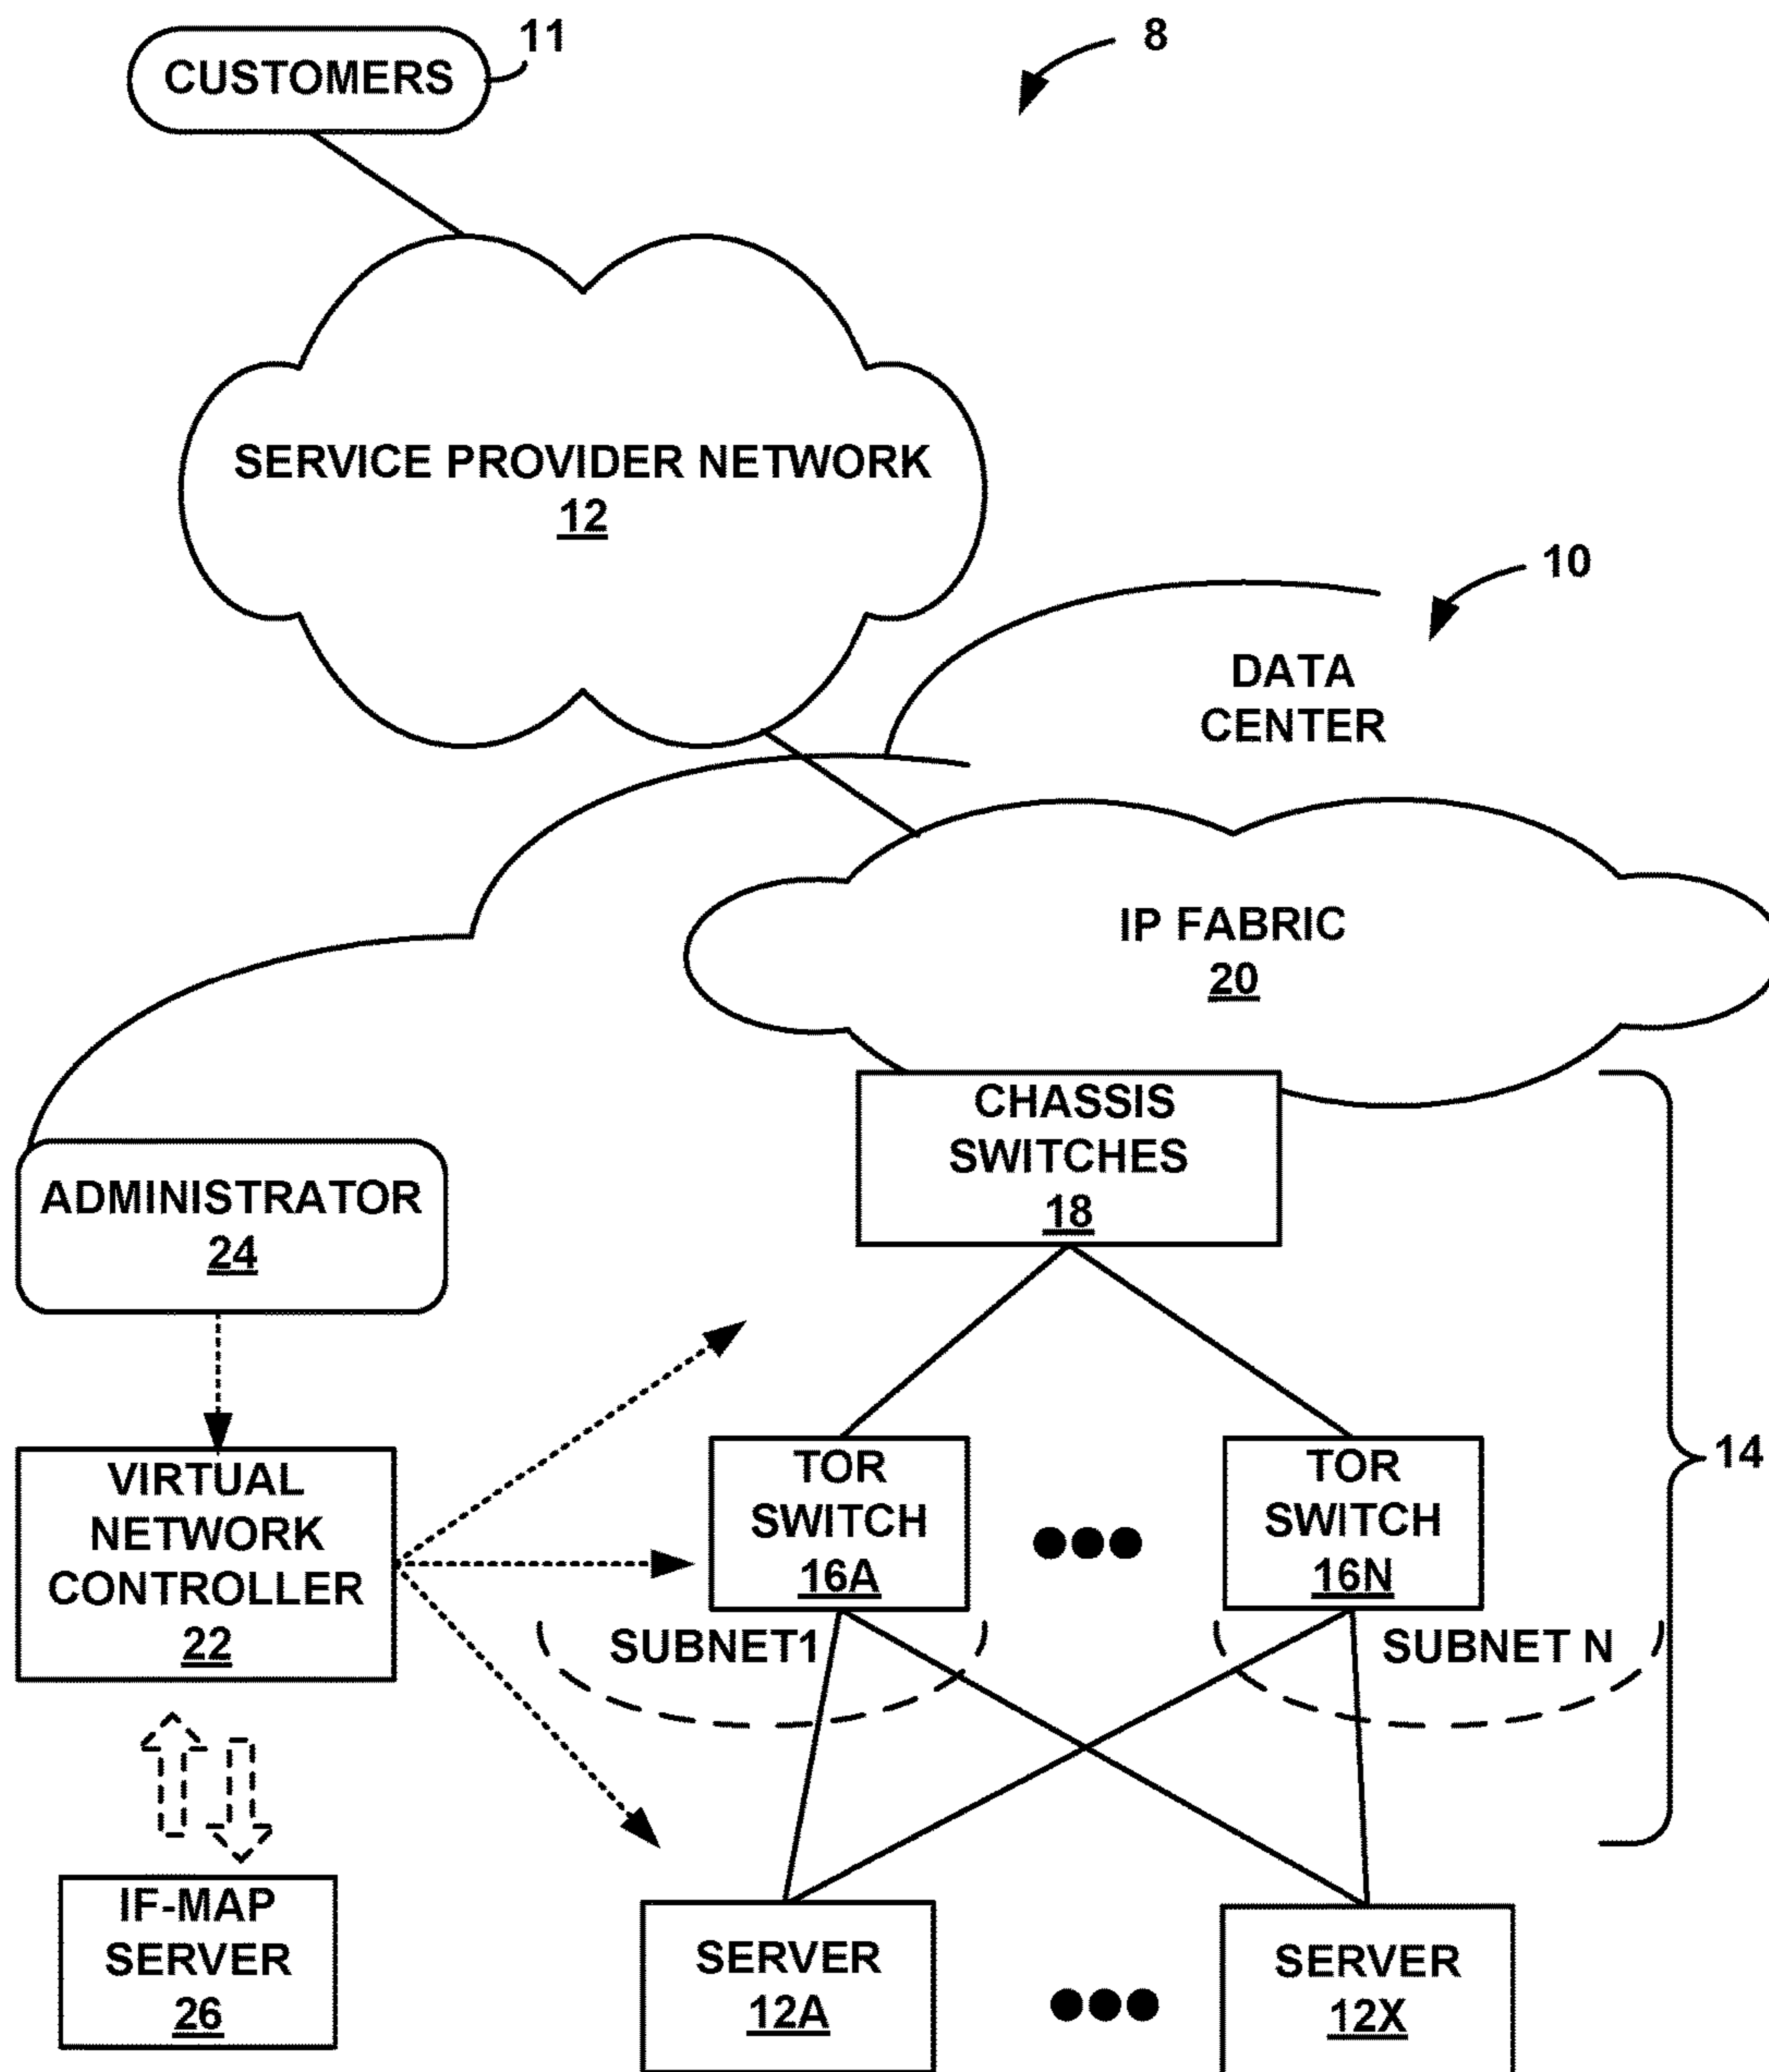 11
8
CUSTOMERS
SERVICE PROVIDER NETWORK
12
10
DATA
CENTER
IP FABRIC
20
CHASSIS
SWITCHES
18
ADMINISTRATOR
24
VIRTUAL
NETWORK
CONTROLLER
22
TOR
SWITCH
16A
TOR
SWITCH
16N
14
SUBNET1
SUBNET N
IF-MAP
SERVER
26
SERVER
12A
SERVER
12X